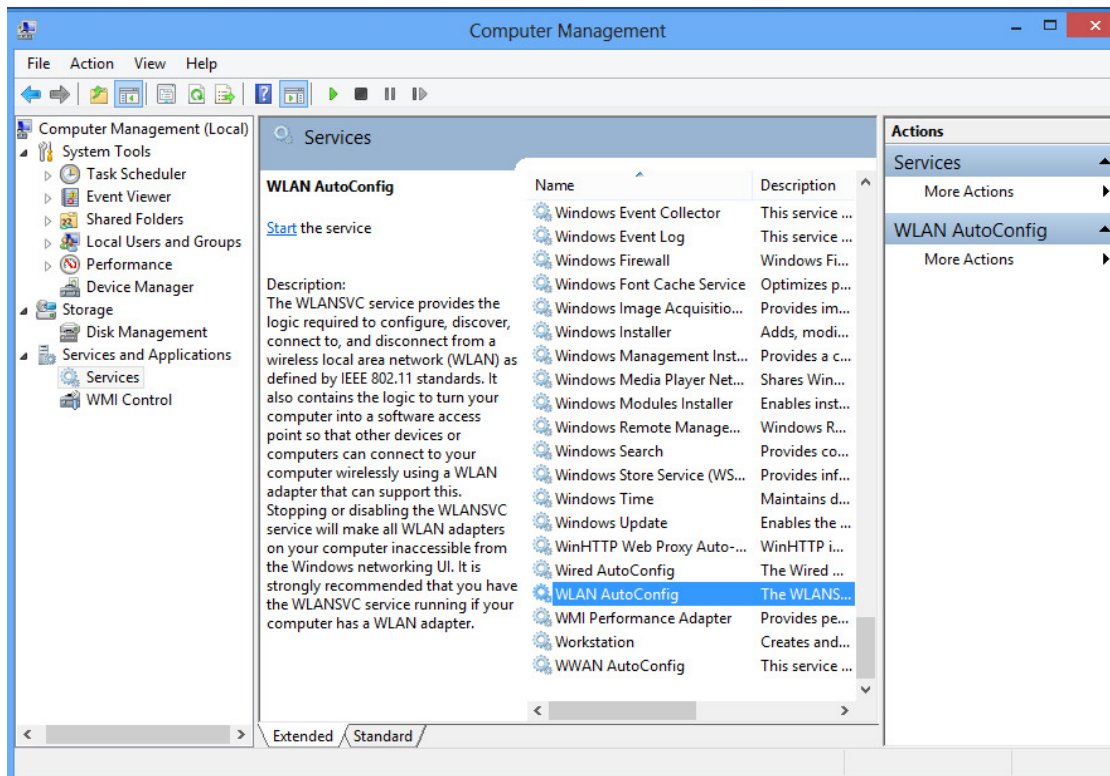 Computer Management
File Action View Help
Computer Management (Local)
System Tools
Task Scheduler
Event Viewer
Shared Folders
Local Users and Groups
Performance
Device Manager
Storage
Disk Management
Services and Applications
Services
WMI Control
Services
WLAN AutoConfig
Start the service
Description:
The WLANSVC service provides the
logic required to configure, discover,
connect to, and disconnect from a
wireless local area network (WLAN) as
defined by IEEE 802.11 standards. It
also contains the logic to turn your
computer into a software access
point so that other devices or
computers can connect to your
computer wirelessly using a WLAN
adapter that can support this.
Stopping or disabling the WLANSVC
service will make all WLAN adapters
on your computer inaccessible from
the Windows networking UI. It is
strongly recommended that you have
the WLANSVC service running if your
computer has a WLAN adapter.
Name Description
Windows Event Collector This service ...
Windows Event Log This service ...
Windows Firewall Windows Fi...
Windows Font Cache Service Optimizes p...
Windows Image Acquisitio... Provides im...
Windows Installer Adds, modi...
Windows Management Inst... Provides a c...
Windows Media Player Net... Shares Win...
Windows Modules Installer Enables inst...
Windows Remote Manage... Windows R...
Windows Search Provides co...
Windows Store Service (WS... Provides inf...
Windows Time Maintains d...
Windows Update Enables the ...
WinHTTP Web Proxy Auto-... WinHTTP i...
Wired AutoConfig The Wired ...
WLAN AutoConfig The WLANS...
WMI Performance Adapter Provides pe...
Workstation Creates and...
WWAN AutoConfig This service ...
Extended Standard
Actions
Services
More Actions
WLAN AutoConfig
More Actions